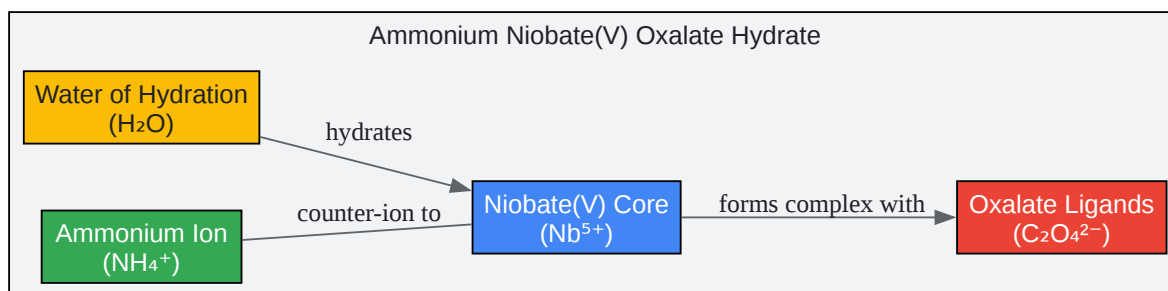 Ammonium Niobate(V) Oxalate Hydrate
Water of Hydration
(H₂O)
hydrates
counter-ion to
Niobate(V) Core
(Nb⁵⁺)
forms complex with
Oxalate Ligands
(C₂O₄²⁻)
Ammonium Ion
(NH₄⁺)